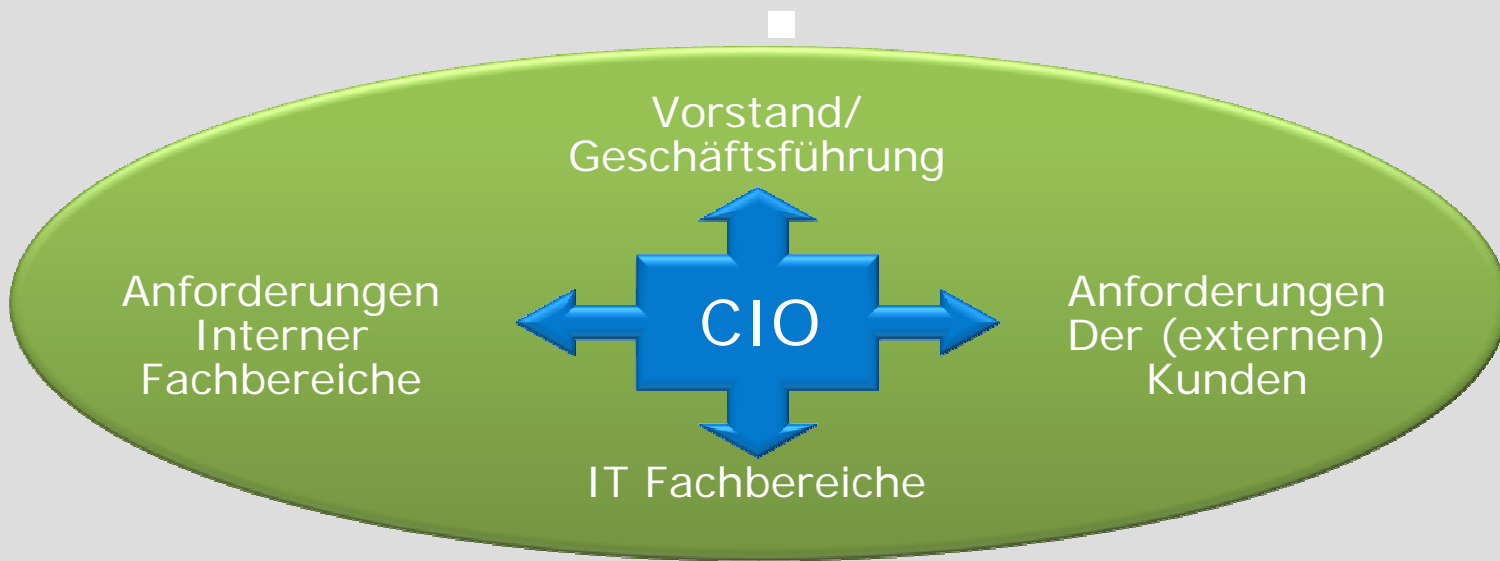 Vorstand/
Geschäftsführung
Anforderungen
Interner
Fachbereiche
CIO
Anforderungen
Der (externen)
Kunden
IT Fachbereiche